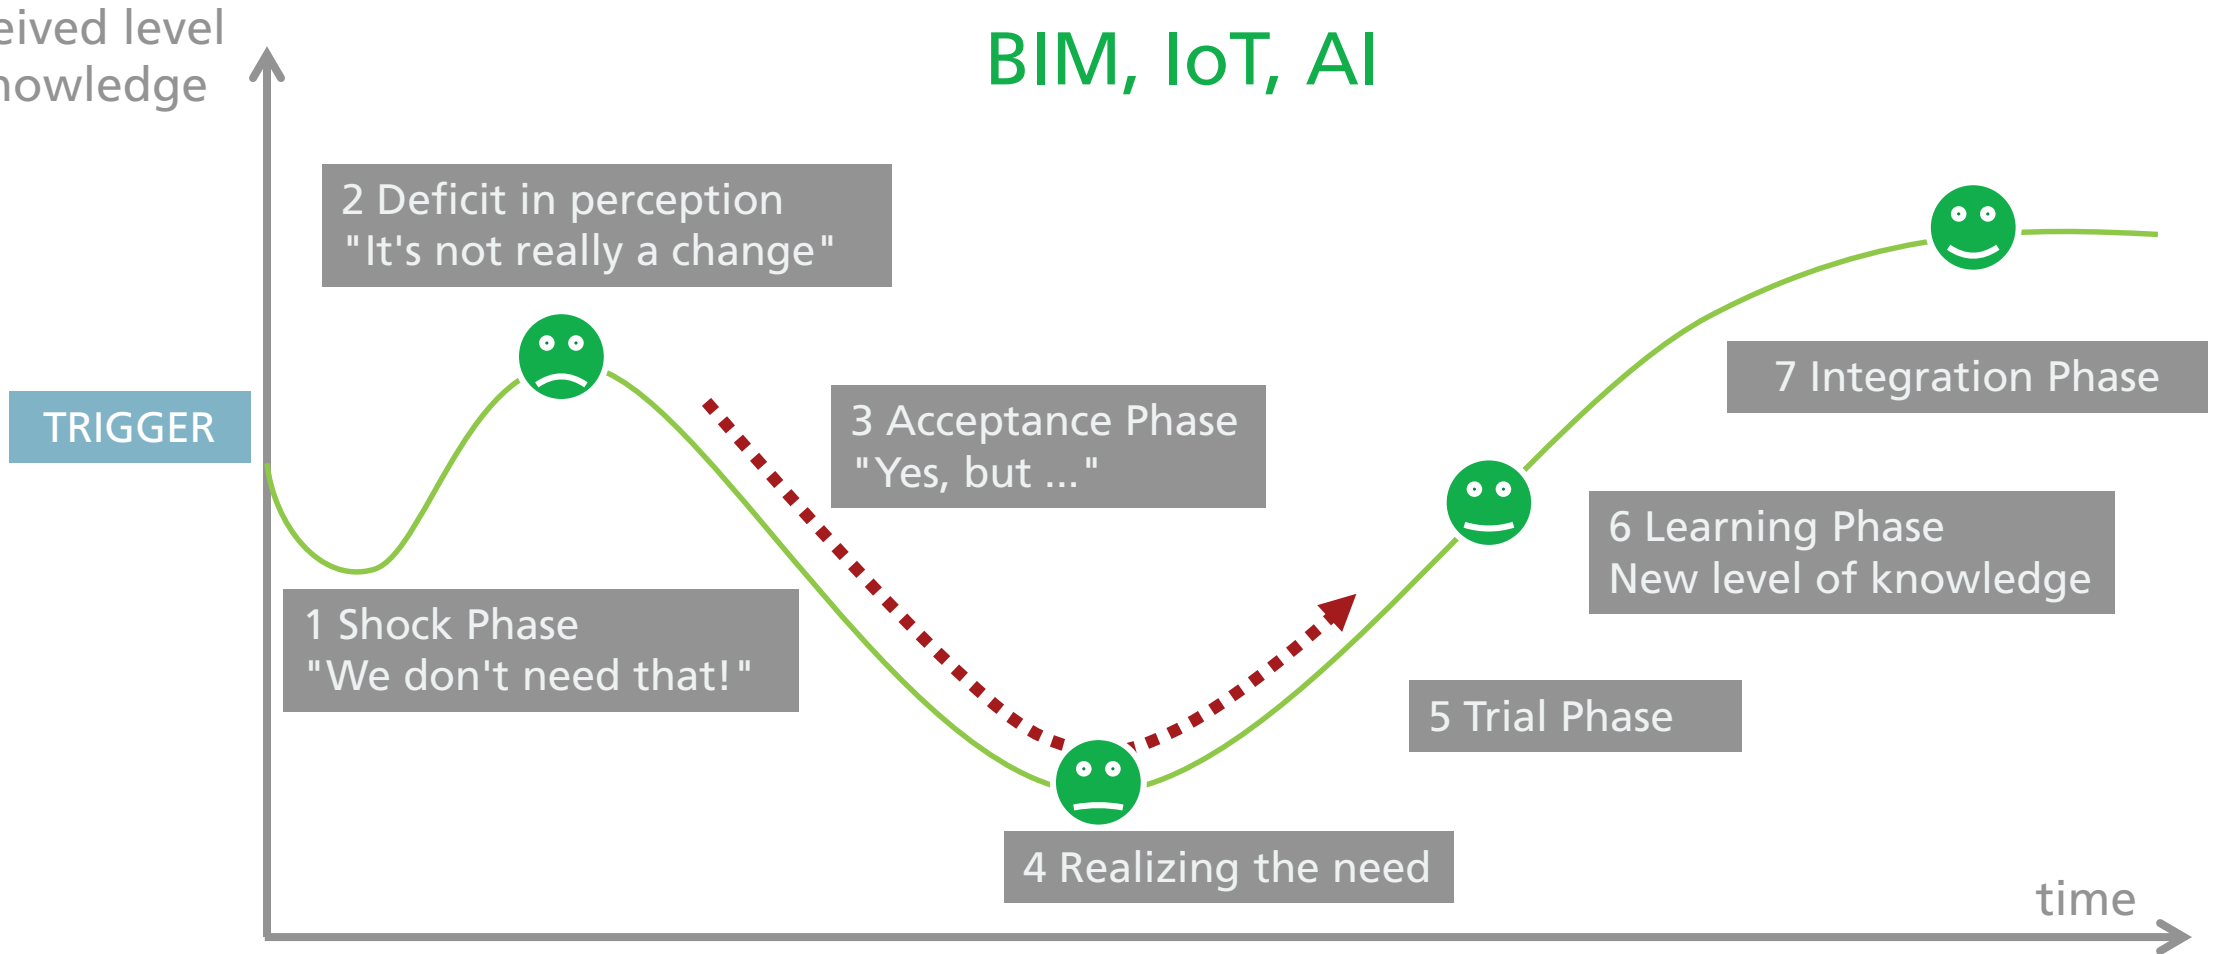 eived level
nowledge
BIM, IoT, AI
2 Deficit in perception
"It's not really a change"
TRIGGER
3 Acceptance Phase
"Yes, but ..."
7 Integration Phase
6 Learning Phase
New level of knowledge
1 Shock Phase
"We don't need that!"
5 Trial Phase
4 Realizing the need
time